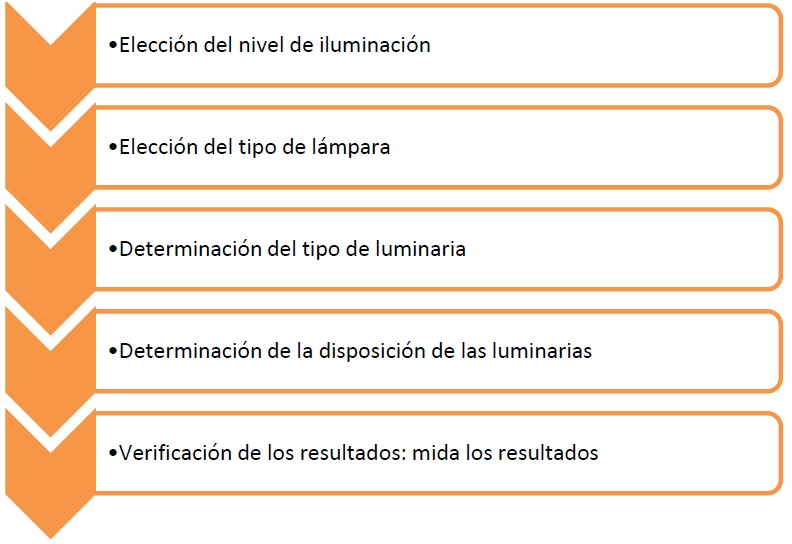 •Elección del nivel de iluminación
•Elección del tipo de lámpara
•Determinación del tipo de luminaria
•Determinación de la disposición de las luminarias
•Verificación de los resultados: mida los resultados